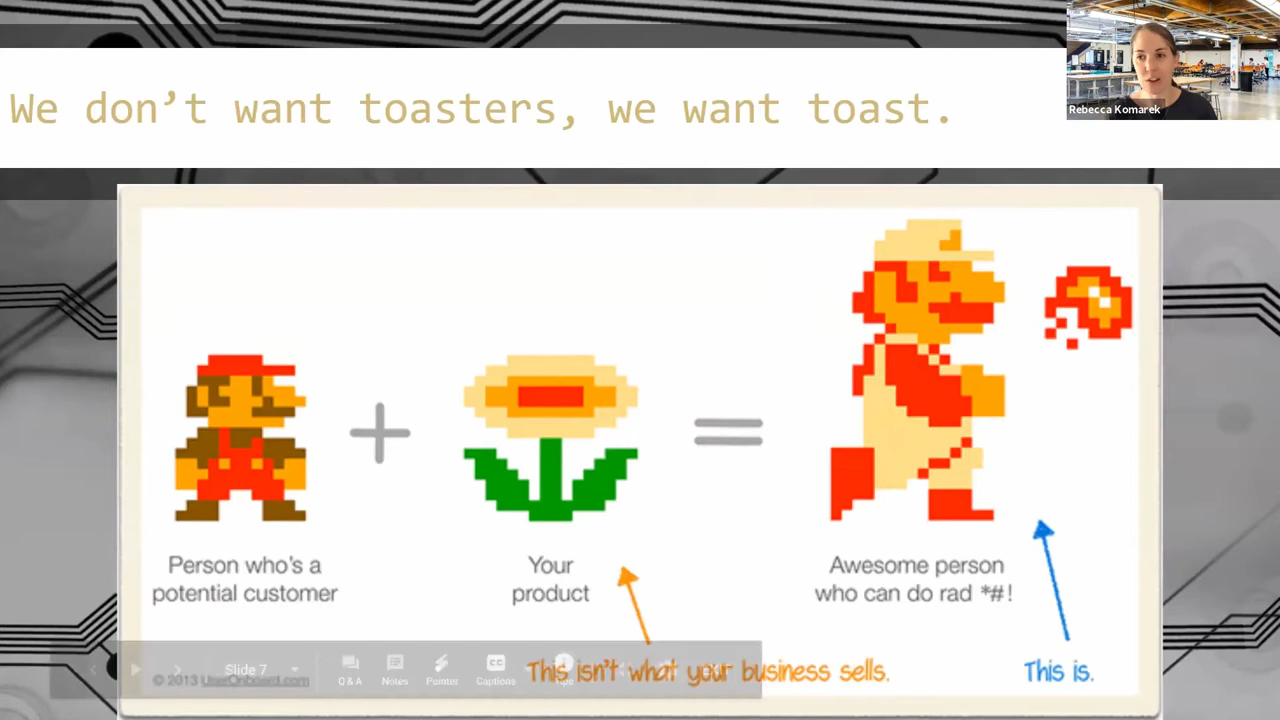 We don't want toasters, we want toast.
Rebecca Komarek
Person who's a
potential customer
Your
product
Awesome person
who can do rad *#!
This isn't what your business sells.
This is.
Slide 7
Q & A
Notes
Pointer
Captions
© 2013 UserOnboard.com